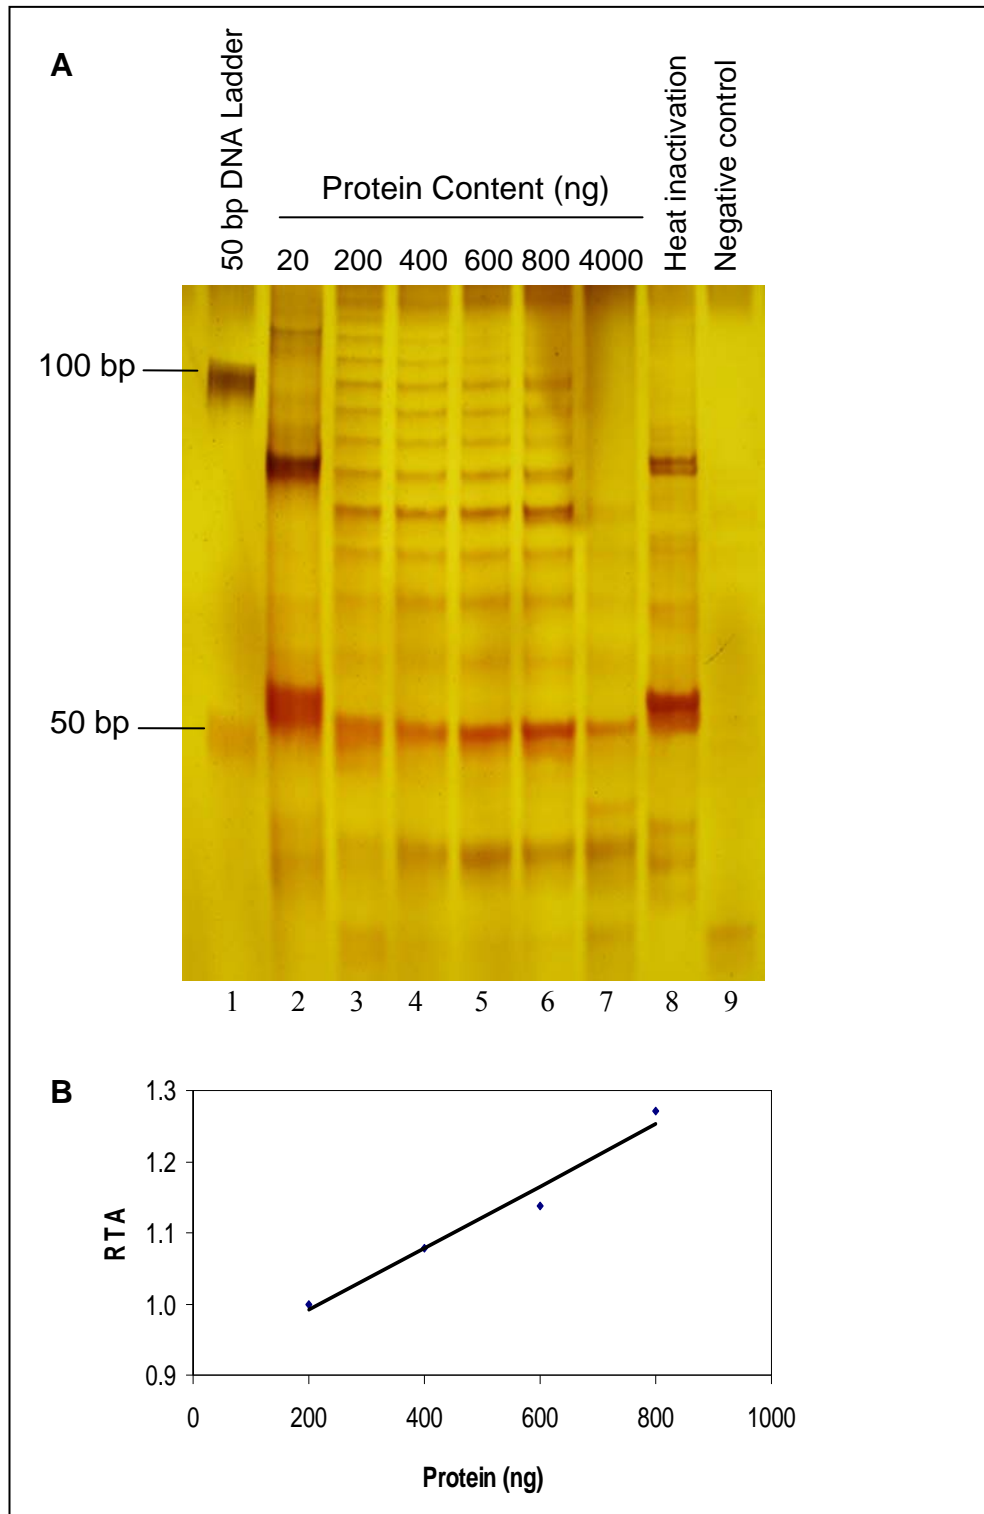 A
50 bp DNA Ladder
Protein Content (ng)
Heat inactivation
Negative control
20 200 400 600 800 4000
100 bp
50 bp
1 2 3 4 5 6 7 8 9
B
1.3
1.2
1.1
1.0
0.9
RTA
0 200 400 600 800 1000
Protein (ng)